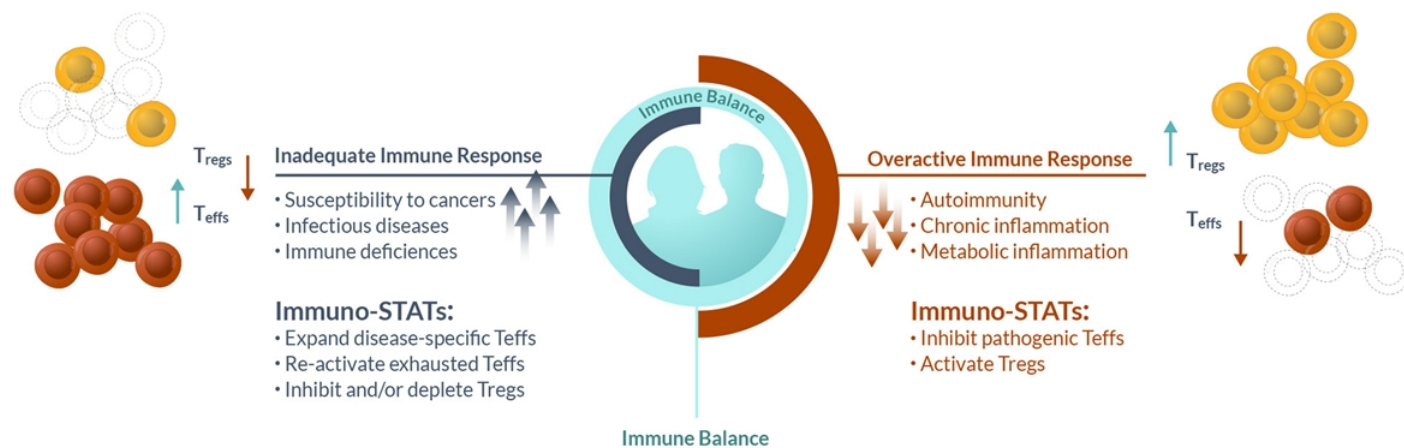 Immune Balance
Tregs
Teffs
Inadequate Immune Response
• Susceptibility to cancers
• Infectious diseases
• Immune deficiences
Immuno-STATs:
• Expand disease-specific Teffs
• Re-activate exhausted Teffs
• Inhibit and/or deplete Tregs
Overactive Immune Response
• Autoimmunity
• Chronic inflammation
• Metabolic inflammation
Immuno-STATs:
• Inhibit pathogenic Teffs
• Activate Tregs
Tregs
Teffs
Immune Balance